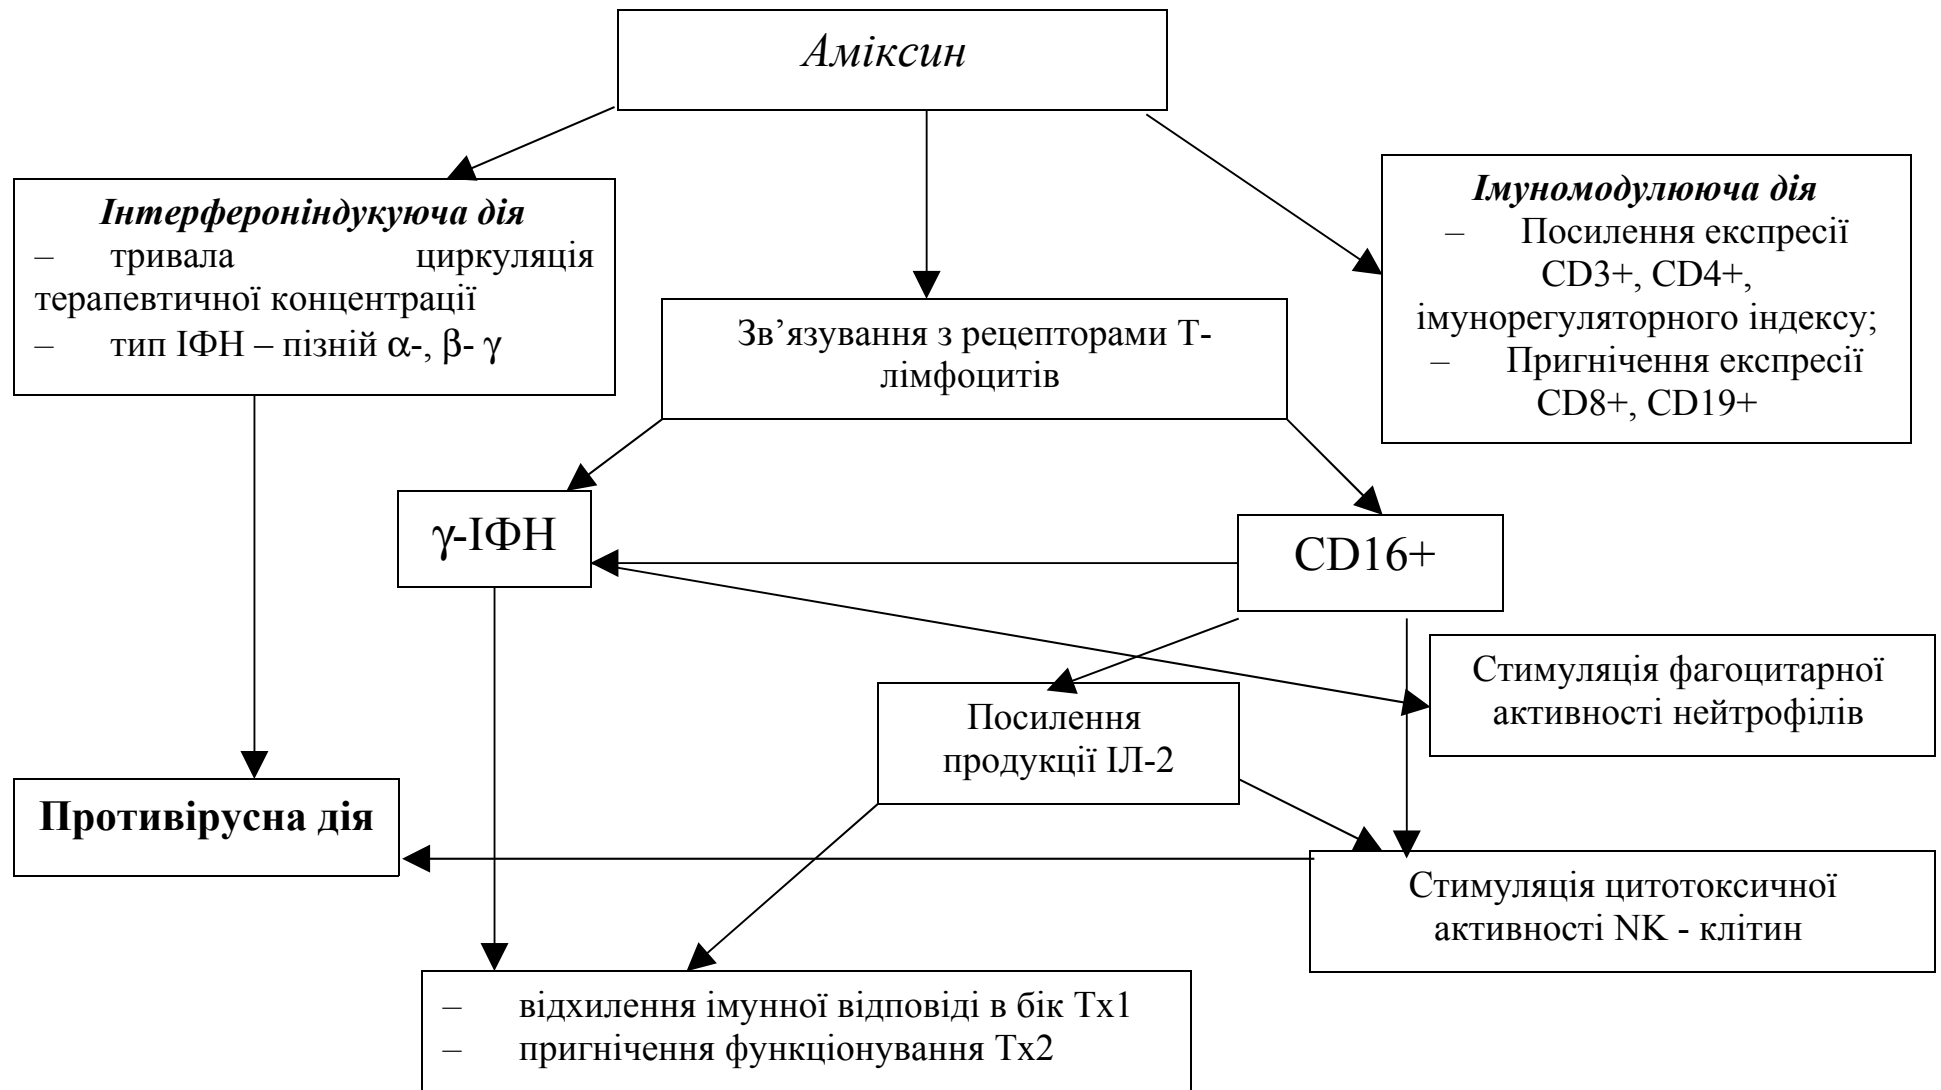 Аміксин
Інтерфероніндукуюча дія
– тривала циркуляція
терапевтичної концентрації
– тип ІФН – пізній α-, β- γ
Імуномодулююча дія
– Посилення експресії
CD3+, CD4+,
імунорегуляторного індексу;
– Пригнічення експресії
CD8+, CD19+
Зв’язування з рецепторами Т-
лімфоцитів
γ-ІФН
CD16+
Стимуляція фагоцитарної
активності нейтрофілів
Посилення
продукції ІЛ-2
Противірусна дія
Стимуляція цитотоксичної
активності NK - клітин
– відхилення імунної відповіді в бік Тх1
– пригнічення функціонування Тх2